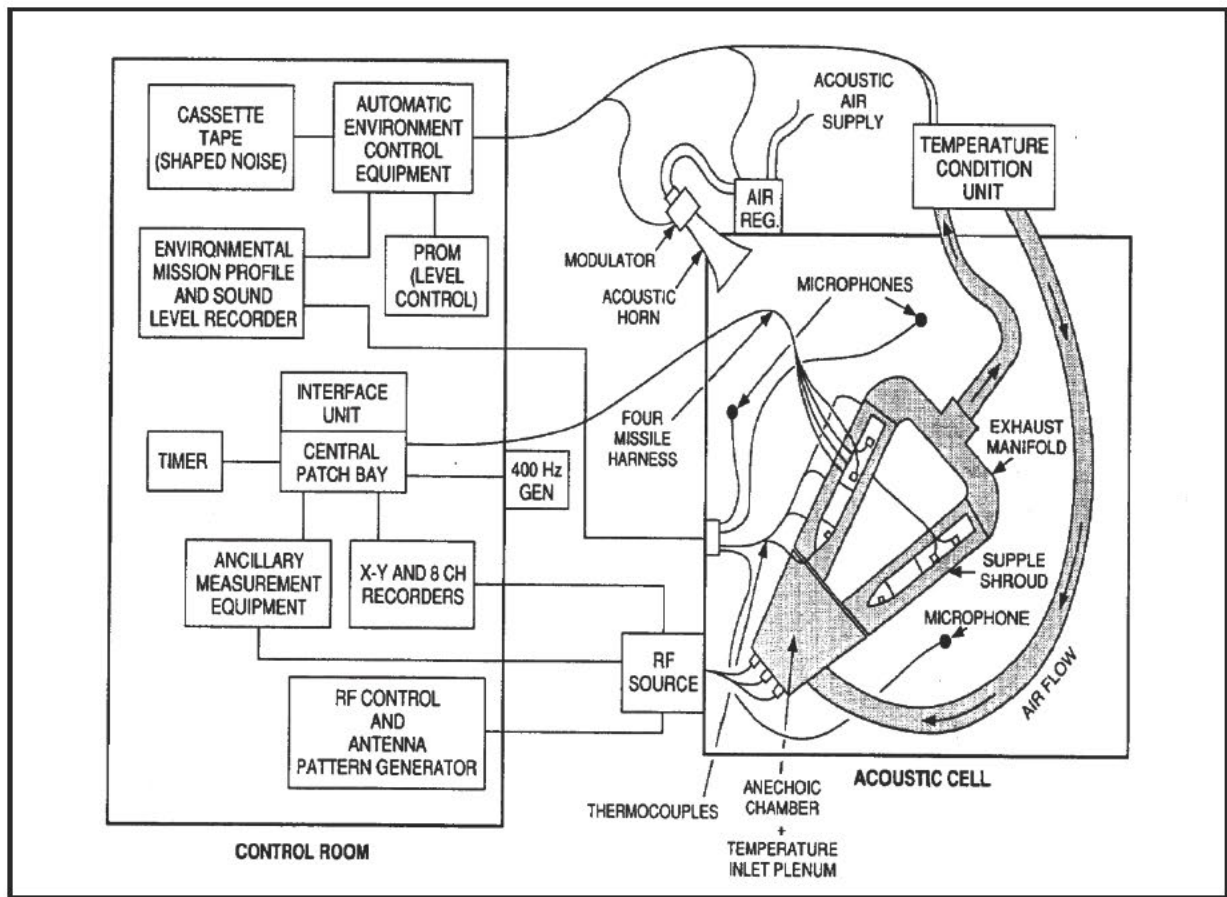 CASSETTE
TAPE
(SHAPED NOISE)
AUTOMATIC
ENVIRONMENT
CONTROL
EQUIPMENT
ENVIRONMENTAL
MISSION PROFILE
AND SOUND
LEVEL RECORDER
PROM
(LEVEL
CONTROL)
INTERFACE
UNIT
CENTRAL
PATCH BAY
TIMER
400 Hz
GEN
ANCILLARY
MEASUREMENT
EQUIPMENT
X-Y AND 8 CH
RECORDERS
RF CONTROL
AND
ANTENNA
PATTERN GENERATOR
CONTROL ROOM
RF
SOURCE
ACOUSTIC
AIR
SUPPLY
AIR
REG.
TEMPERATURE
CONDITION
UNIT
MODULATOR
ACOUSTIC
HORN
MICROPHONES
FOUR
MISSILE
HARNESS
EXHAUST
MANIFOLD
SUPPLE
SHROUD
MICROPHONE
AIR FLOW
ACOUSTIC CELL
THERMOCOUPLES
ANECHOIC
CHAMBER
+
TEMPERATURE
INLET PLENUM